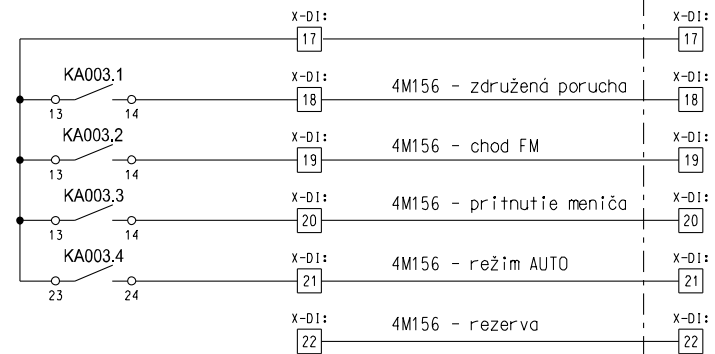 X-DI: X-DI:
17 17
KA003.1 X-DI: 4M156 - združená porucha X-DI:
13 14 18 18
KA003.2 X-DI: 4M156 - chod FM X-DI:
13 14 19 19
KA003.3 X-DI: 4M156 - pritnutie meniča X-DI:
13 14 20 20
KA003.4 X-DI: 4M156 - režim AUTO X-DI:
23 24 21 21
X-DI: 4M156 - rezerva X-DI:
22 22